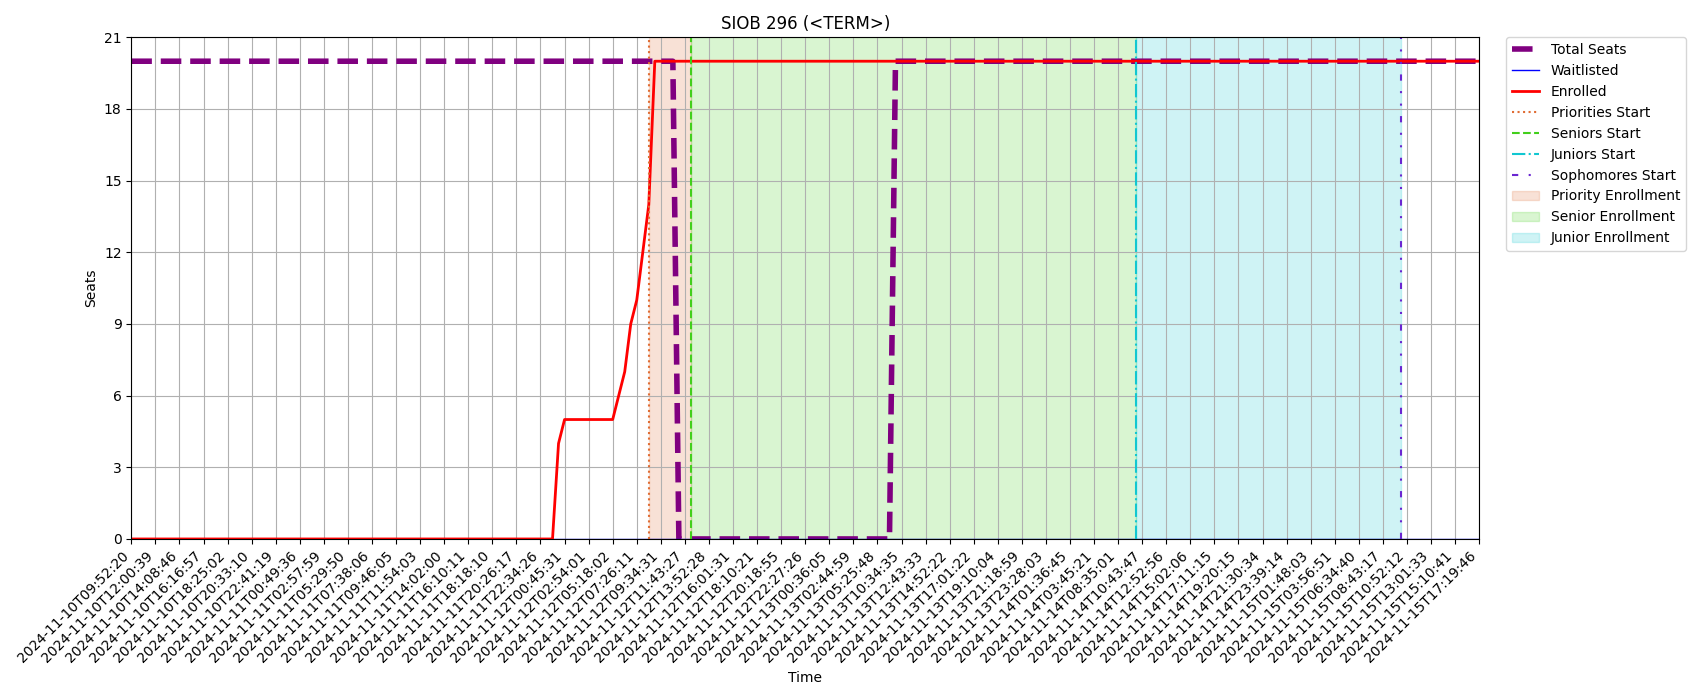 SIOB 296 (<TERM>)
Seats
21
18
15
12
9
6
3
0
2024-11-10T09:52:20
2024-11-10T12:00:39
2024-11-10T14:08:46
2024-11-10T16:16:57
2024-11-10T18:25:02
2024-11-10T20:33:10
2024-11-10T22:41:19
2024-11-11T00:49:36
2024-11-11T02:57:59
2024-11-11T05:29:50
2024-11-11T07:38:06
2024-11-11T09:46:05
2024-11-11T11:54:03
2024-11-11T14:02:00
2024-11-11T16:10:11
2024-11-11T18:18:10
2024-11-11T20:26:17
2024-11-11T22:34:26
2024-11-12T00:45:31
2024-11-12T02:54:01
2024-11-12T05:18:02
2024-11-12T07:26:11
2024-11-12T09:34:31
2024-11-12T11:43:27
2024-11-12T13:52:28
2024-11-12T16:01:31
2024-11-12T18:10:21
2024-11-12T20:18:55
2024-11-12T22:27:26
2024-11-13T00:36:05
2024-11-13T02:44:59
2024-11-13T05:25:48
2024-11-13T10:34:35
2024-11-13T12:43:33
2024-11-13T14:52:22
2024-11-13T17:01:22
2024-11-13T19:10:04
2024-11-13T21:18:59
2024-11-13T23:28:03
2024-11-14T01:36:45
2024-11-14T03:45:21
2024-11-14T08:35:01
2024-11-14T10:43:47
2024-11-14T12:52:56
2024-11-14T15:02:06
2024-11-14T17:11:15
2024-11-14T19:20:15
2024-11-14T21:30:34
2024-11-14T23:39:14
2024-11-15T01:48:03
2024-11-15T03:56:51
2024-11-15T06:34:40
2024-11-15T08:43:17
2024-11-15T10:52:12
2024-11-15T13:01:33
2024-11-15T15:10:41
2024-11-15T17:19:46
Time
Total Seats
Waitlisted
Enrolled
Priorities Start
Seniors Start
Juniors Start
Sophomores Start
Priority Enrollment
Senior Enrollment
Junior Enrollment